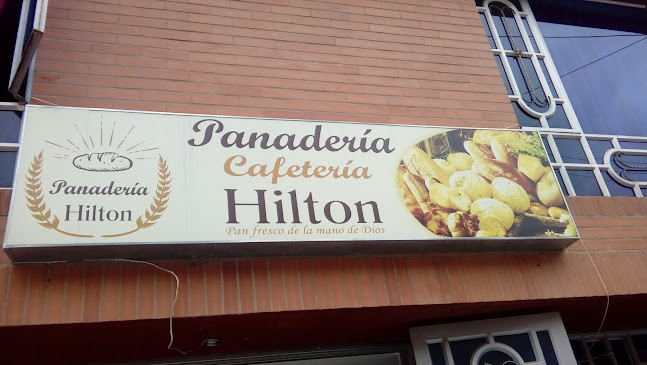 Panadería
Hilton
Panadería
Cafetería
Hilton
Pan fresco de la mano de Dios